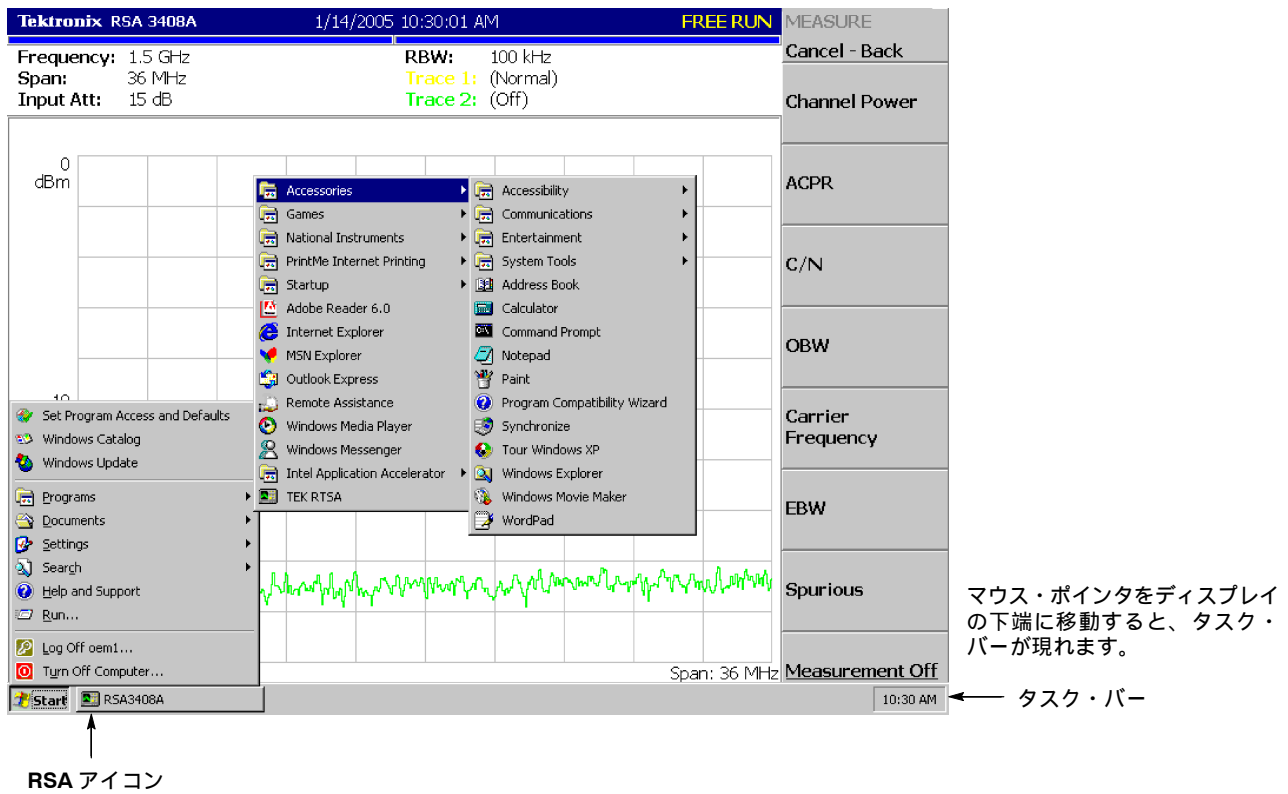 Tektronix RSA 3408A
1/14/2005 10:30:01 AM
FREE RUN
MEASURE
Cancel - Back
Frequency: 1.5 GHz
Span: 36 MHz
Input Att: 15 dB
RBW: 100 kHz
Trace 1: (Normal)
Trace 2: (Off)
Channel Power
ACPR
C/N
OBW
Carrier
Frequency
EBW
Spurious
Measurement Off
0
dBm
10
Accessories
Games
National Instruments
PrintMe Internet Printing
Startup
Adobe Reader 6.0
Internet Explorer
MSN Explorer
Outlook Express
Remote Assistance
Windows Media Player
Windows Messenger
Intel Application Accelerator
TEK RTSA
Accessibility
Communications
Entertainment
System Tools
Address Book
Calculator
Command Prompt
Notepad
Paint
Program Compatibility Wizard
Synchronize
Tour Windows XP
Windows Explorer
Windows Movie Maker
WordPad
Set Program Access and Defaults
Windows Catalog
Windows Update
Programs
Documents
Settings
Search
Help and Support
Run...
Log Off oem1...
Turn Off Computer...
Span: 36 MHz
Start
RSA3408A
10:30 AM
マウス・ポインタをディスプレイ
の下端に移動すると、タスク・
バーが現れます。
タスク・バー
RSA アイコン